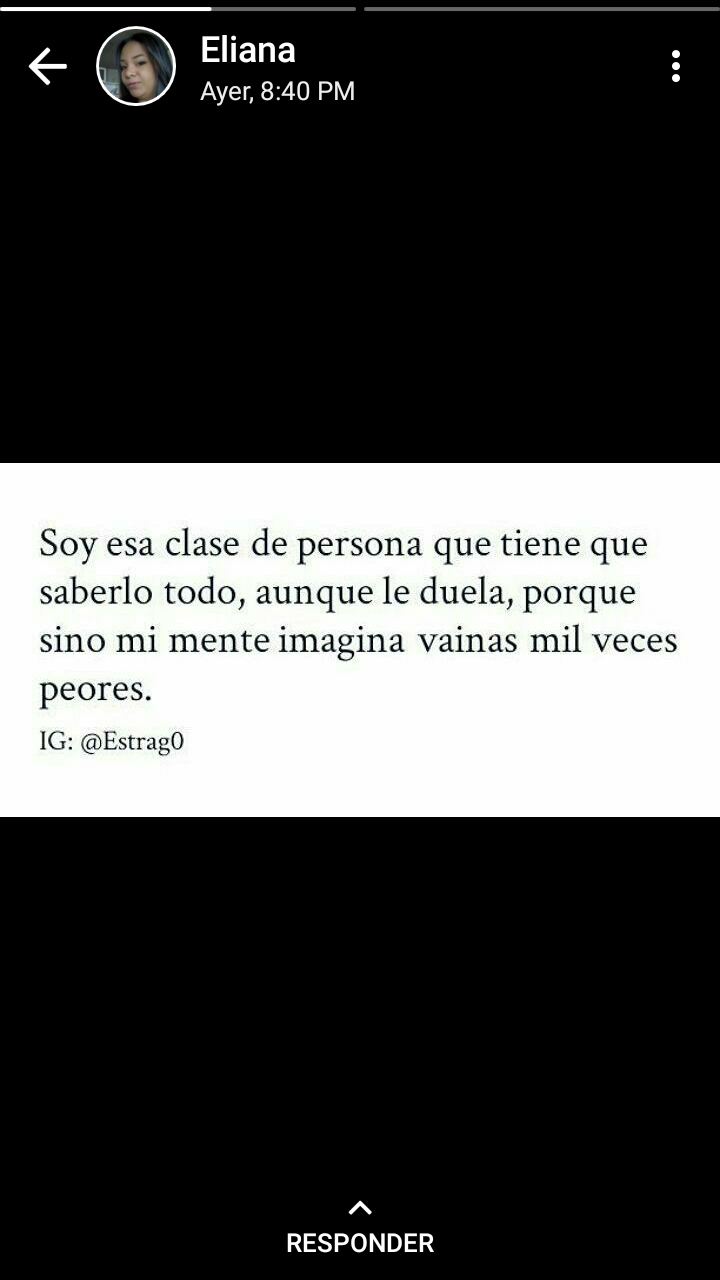 Eliana
Ayer, 8:40 PM
Soy esa clase de persona que tiene que
saberlo todo, aunque le duela, porque
sino mi mente imagina vainas mil veces
peores.
IG: @Estrag0
RESPONDER